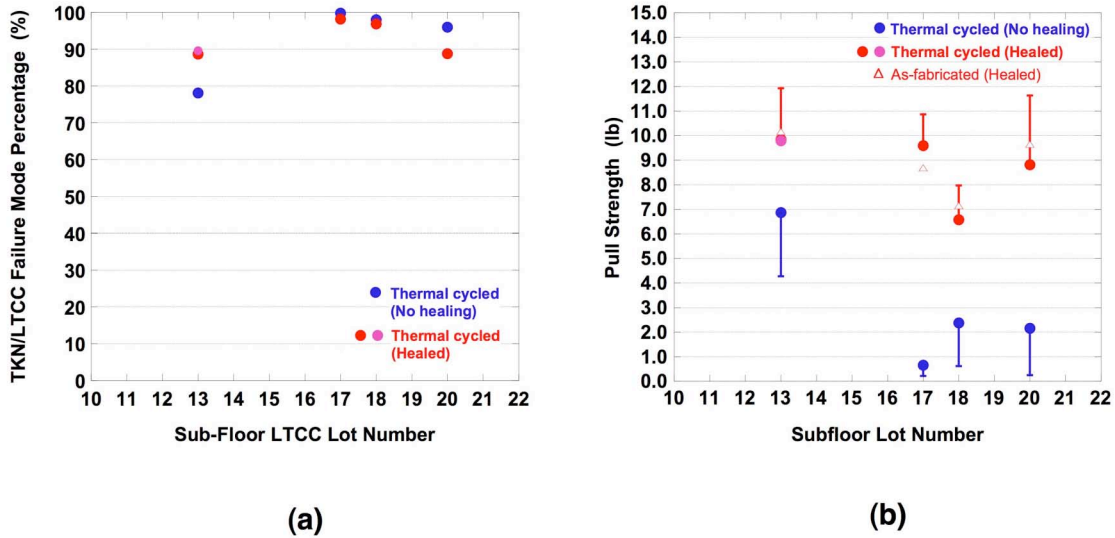 TKN/LTCC Failure Mode Percentage (%)
100
90
80
70
60
50
40
30
20
10
0
10 11 12 13 14 15 16 17 18 19 20 21 22
Sub-Floor LTCC Lot Number
Thermal cycled
(No healing)
Thermal cycled
(Healed)
(a)
Pull Strength (lb)
15.0
14.0
13.0
12.0
11.0
10.0
9.0
8.0
7.0
6.0
5.0
4.0
3.0
2.0
1.0
0.0
10 11 12 13 14 15 16 17 18 19 20 21 22
Subfloor Lot Number
Thermal cycled (No healing)
Thermal cycled (Healed)
As-fabricated (Healed)
(b)